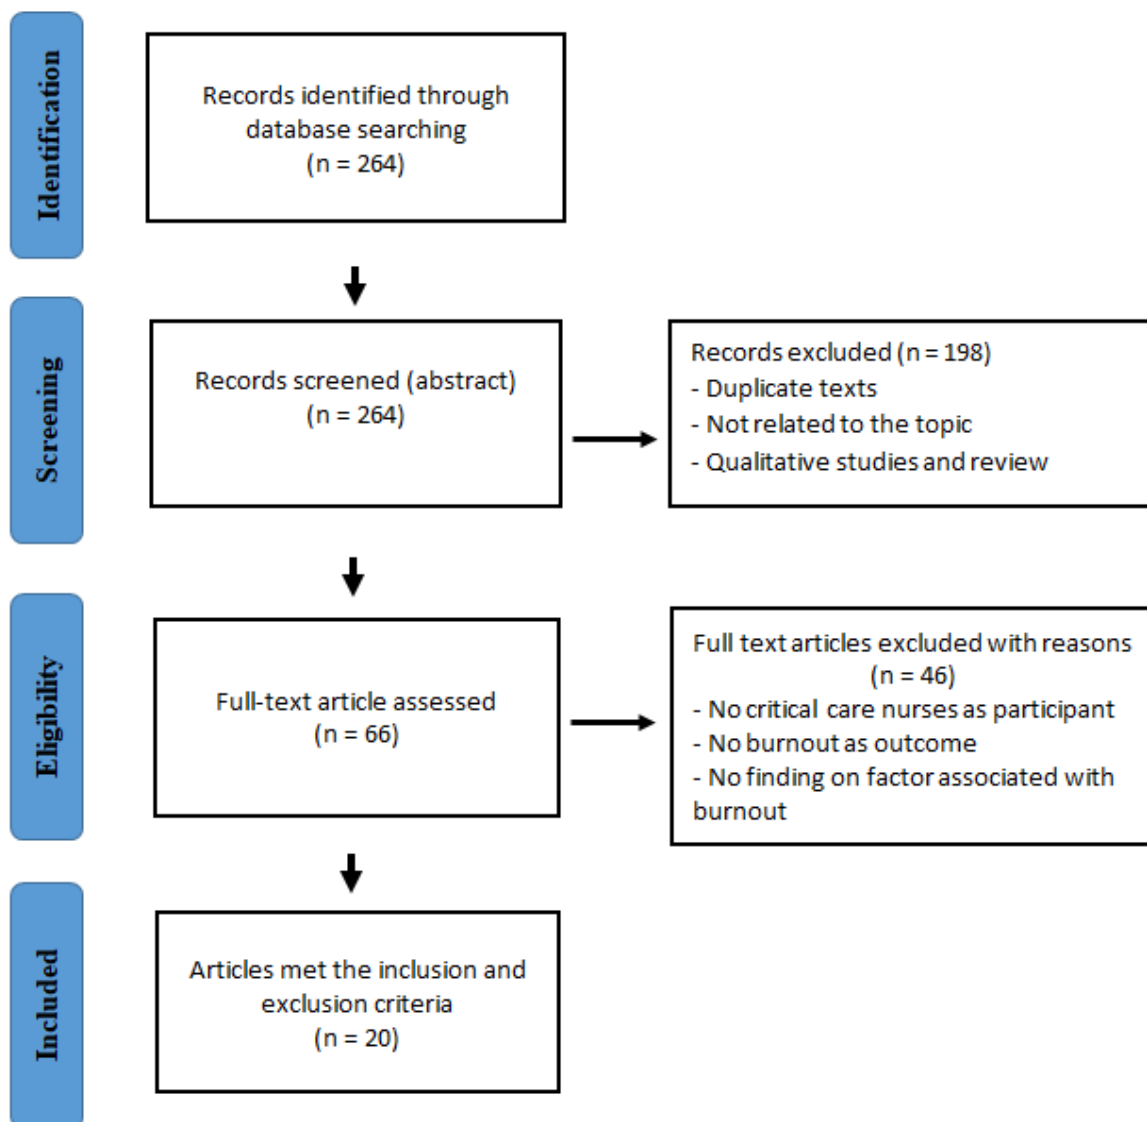 Identification
Records identified through
database searching
(n = 264)
Screening
Records screened (abstract)
(n = 264)
Records excluded (n = 198)
- Duplicate texts
- Not related to the topic
- Qualitative studies and review
Eligibility
Full-text article assessed
(n = 66)
Full text articles excluded with reasons
(n = 46)
- No critical care nurses as participant
- No burnout as outcome
- No finding on factor associated with
burnout
Included
Articles met the inclusion and
exclusion criteria
(n = 20)